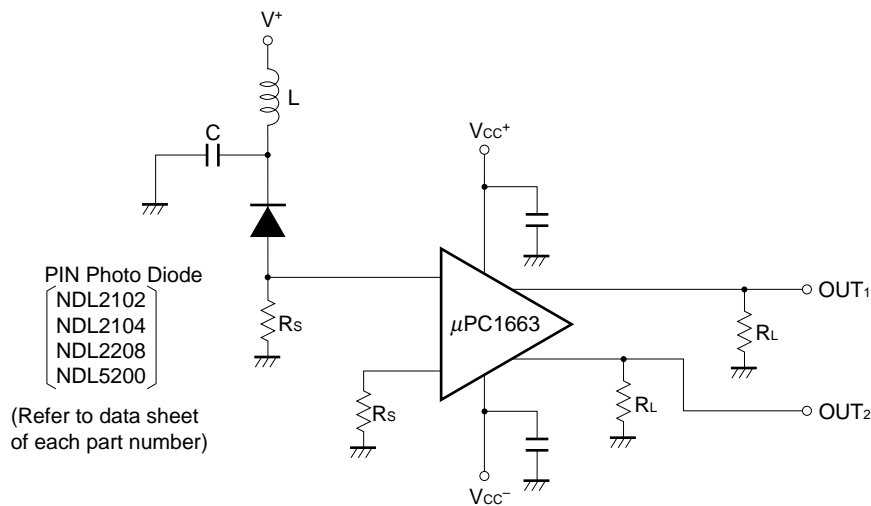 V+
L
C
VCC+
PIN Photo Diode
NDL2102
NDL2104
NDL2208
NDL5200
(Refer to data sheet
of each part number)
RS
μPC1663
OUT1
RL
RS
RL
OUT2
VCC−